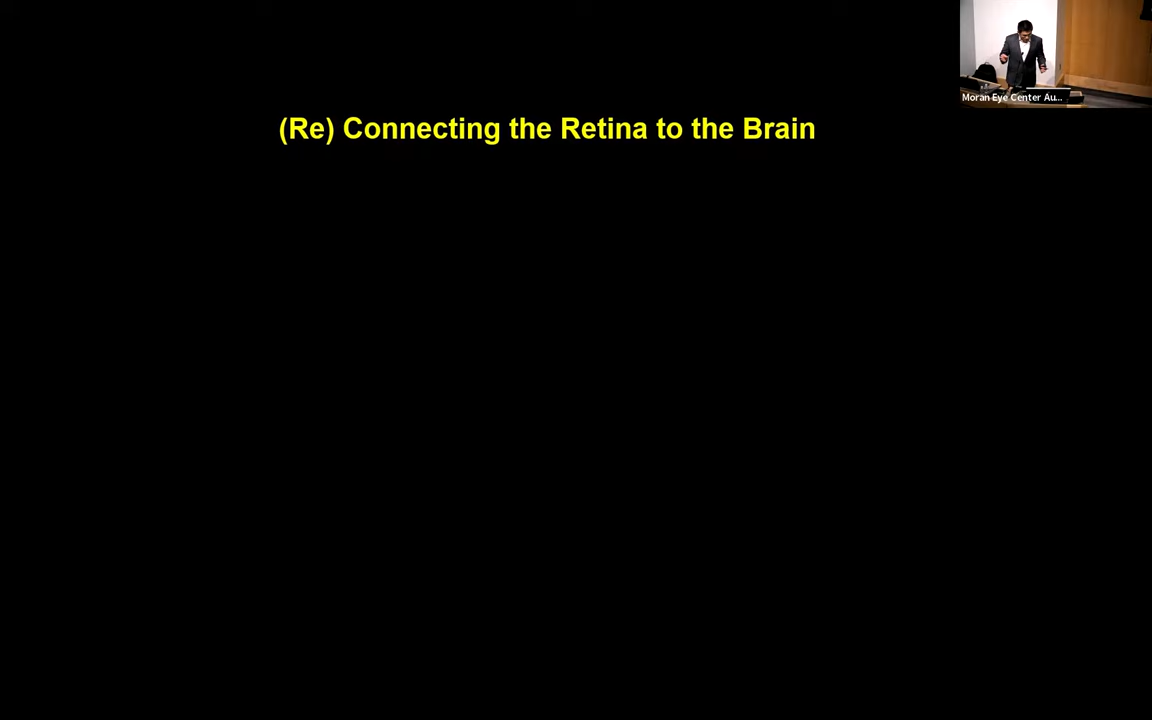 (Re) Connecting the Retina to the Brain
Moran Eye Center Au...